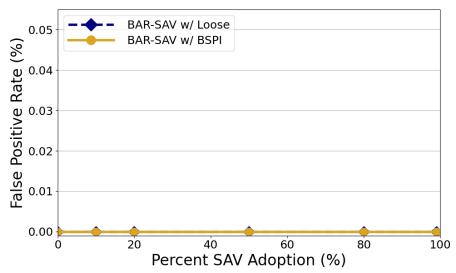 0.05
0.04
0.03
0.02
0.01
0.00
False Positive Rate (%)
BAR-SAV w/ Loose
BAR-SAV w/ BSPI
0 20 40 60 80 100
Percent SAV Adoption (%)